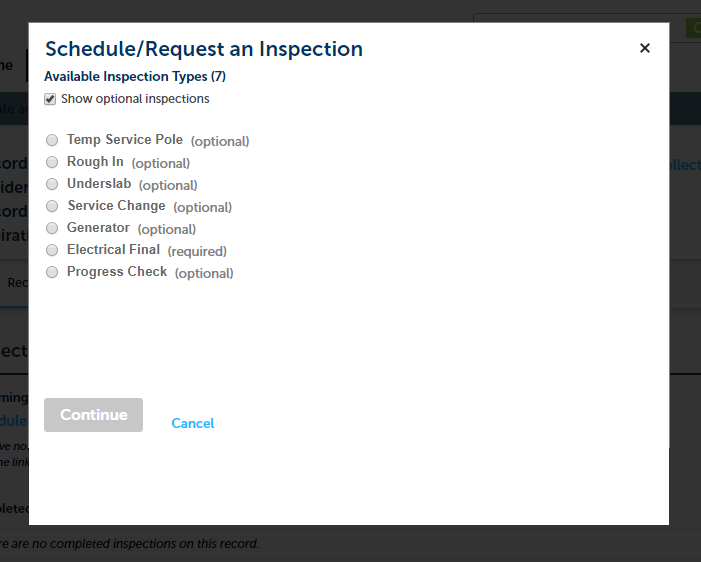 Schedule/Request an Inspection
Available Inspection Types (7)
Show optional inspections
Temp Service Pole (optional)
Rough In (optional)
Underslab (optional)
Service Change (optional)
Generator (optional)
Electrical Final (required)
Progress Check (optional)
Continue
Cancel
Rec
re are no completed inspections on this record.